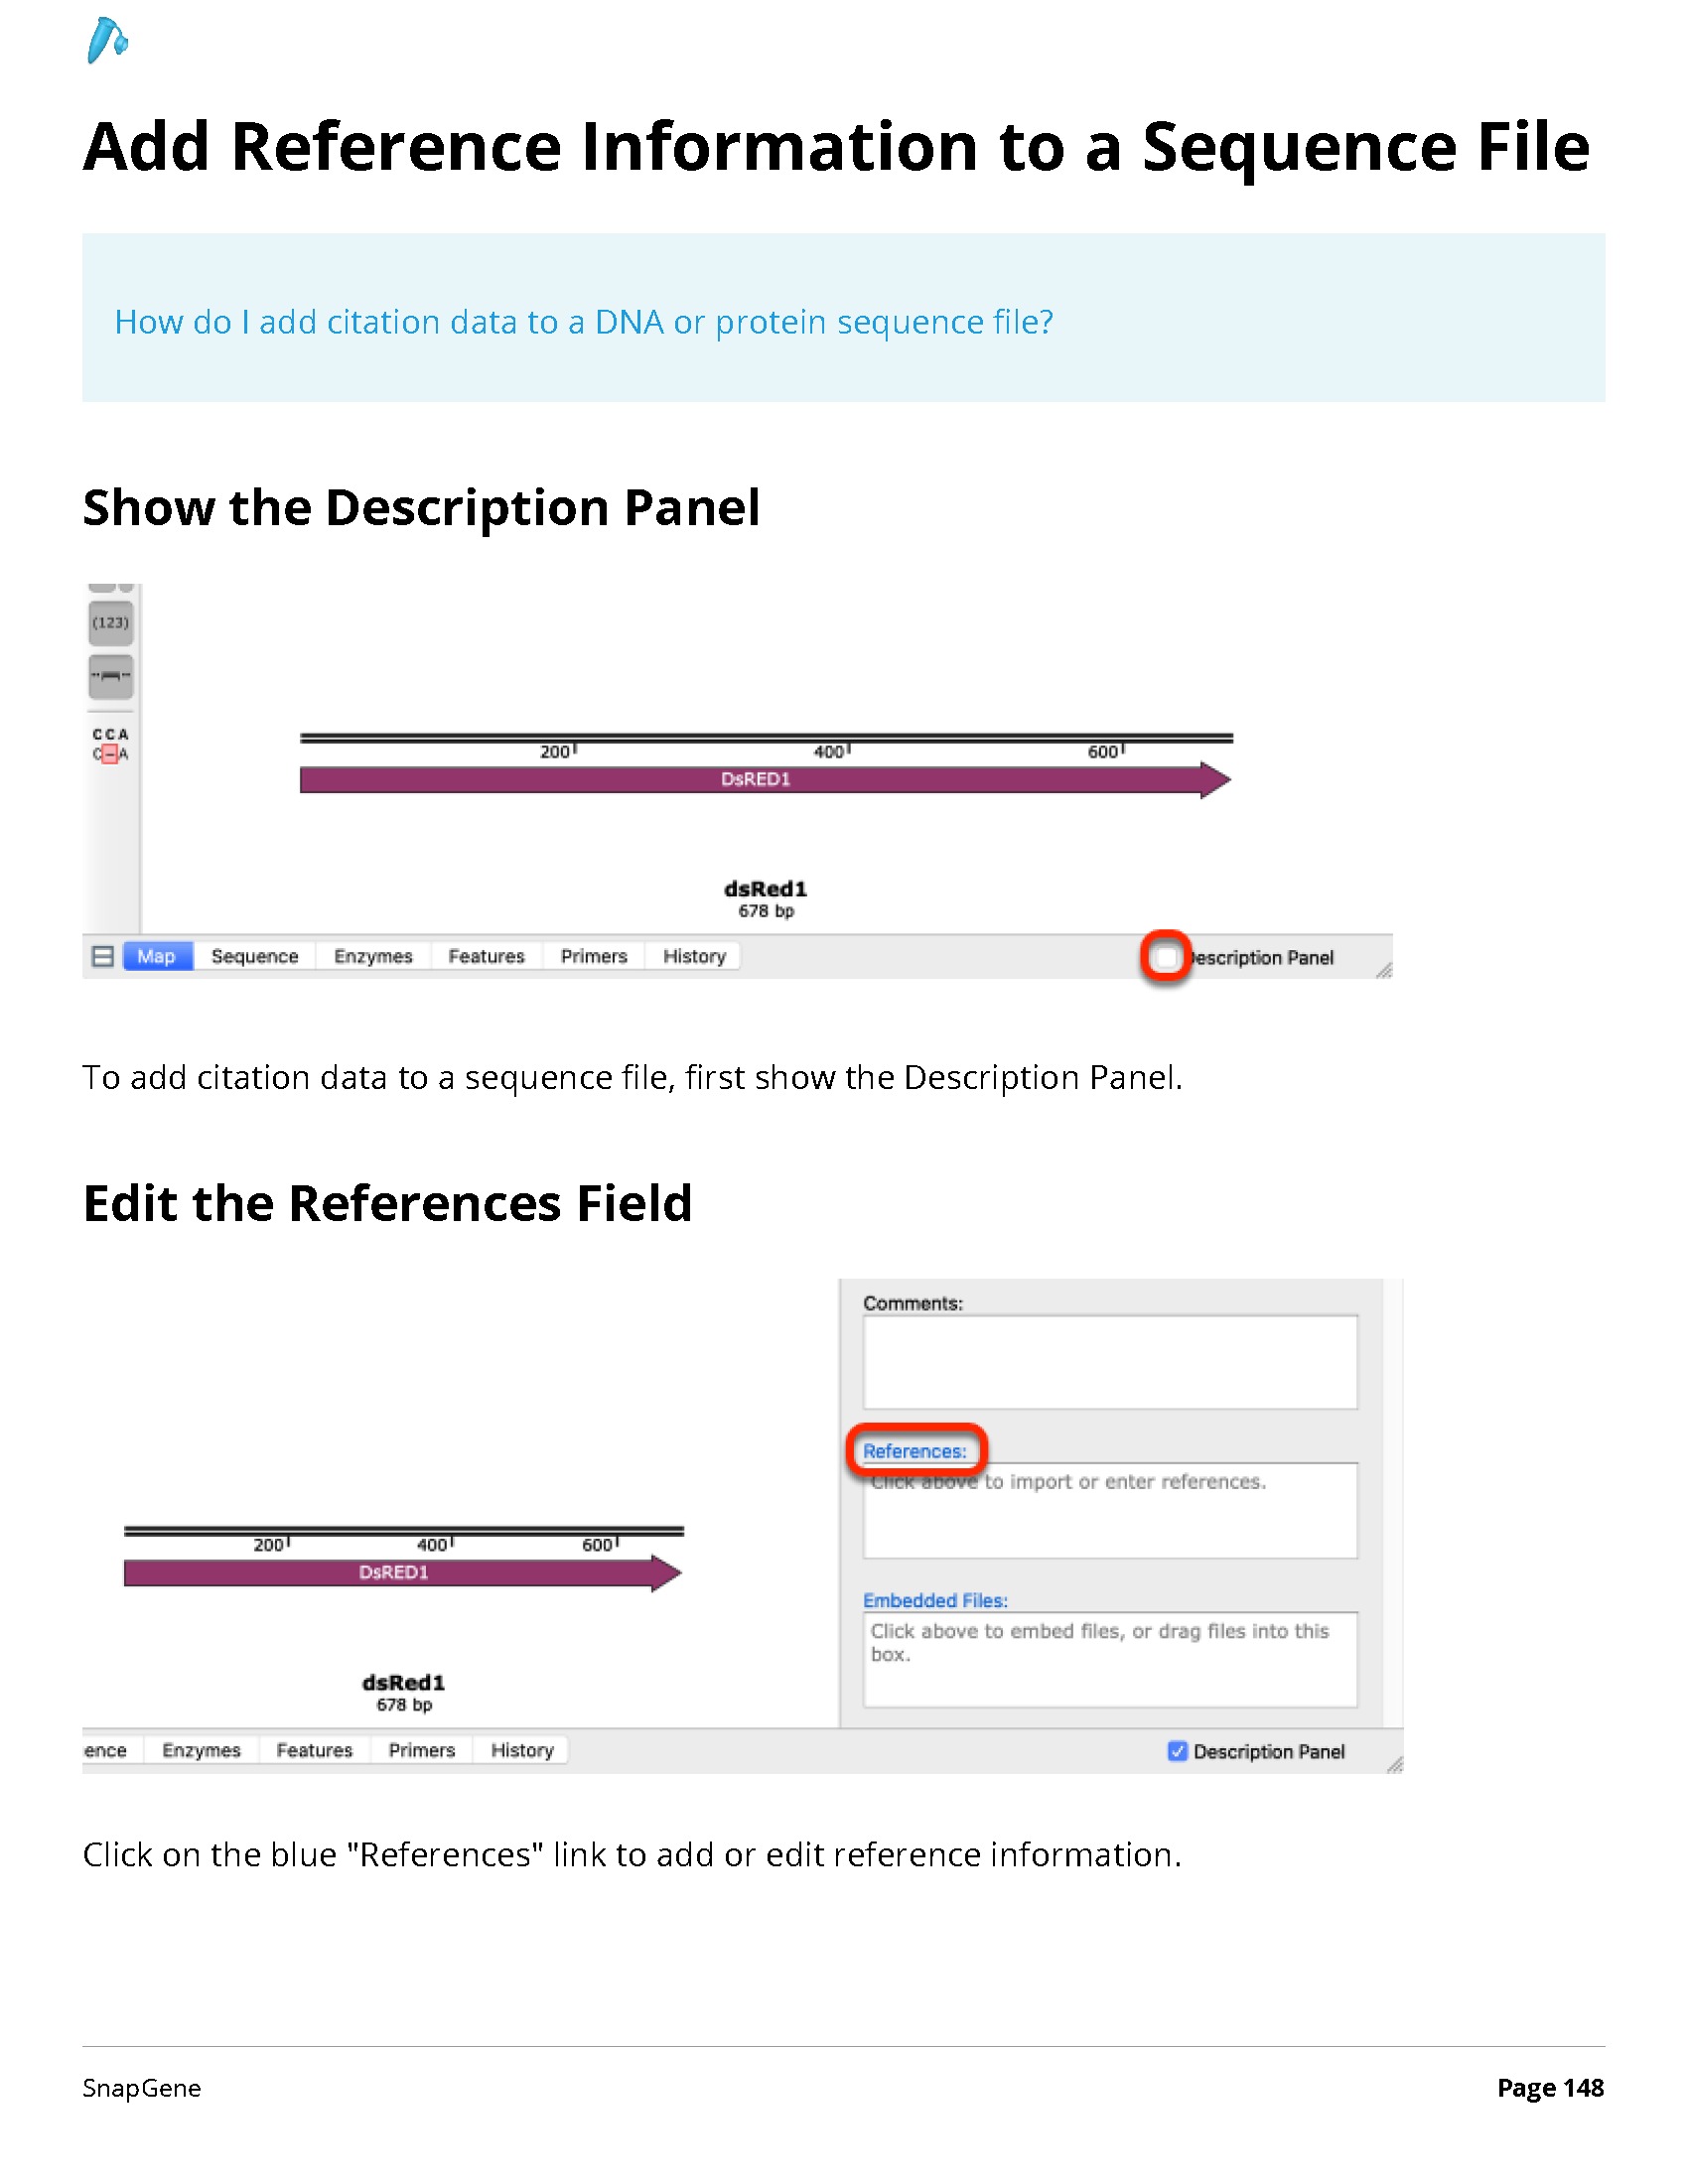 Add Reference Information to a Sequence File
How do I add citation data to a DNA or protein sequence file?
Show the Description Panel
(123)
CCA
C–A
200 400 600
DsRED1
dsRed1
678 bp
Map Sequence Enzymes Features Primers History escription Panel
To add citation data to a sequence file, first show the Description Panel.
Edit the References Field
Comments:
References:
Click above to import or enter references.
200 400 600
DsRED1
Embedded Files:
Click above to embed files, or drag files into this
box.
dsRed1
678 bp
ence Enzymes Features Primers History Description Panel
Click on the blue "References" link to add or edit reference information.
SnapGene Page 148